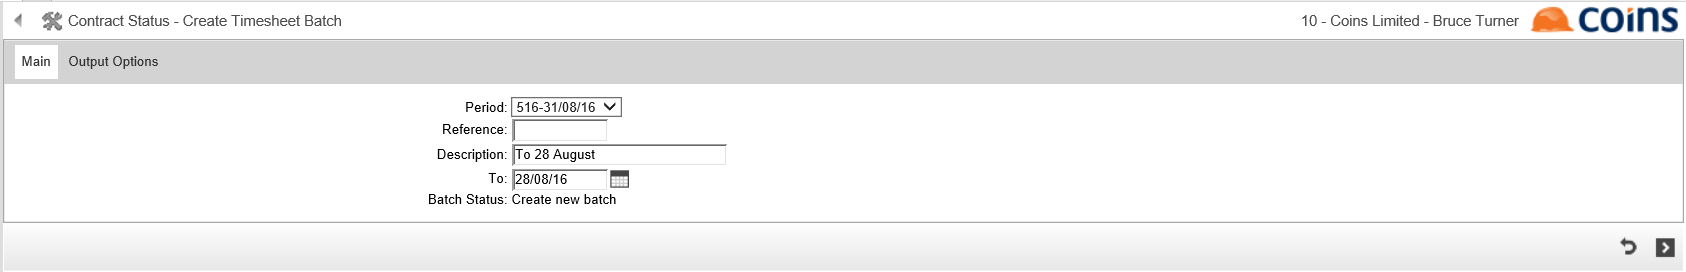 Contract Status - Create Timesheet Batch
10 - Coins Limited - Bruce Turner
coins
Main
Output Options
Period: 516-31/08/16
Reference:
Description: To 28 August
To: 28/08/16
Batch Status: Create new batch